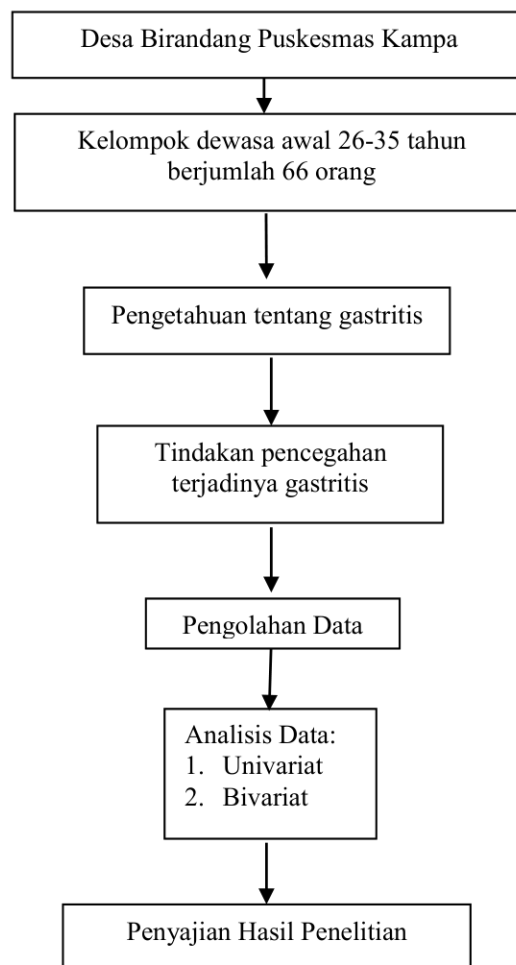 Desa Birandang Puskesmas Kampa
Kelompok dewasa awal 26-35 tahun
berjumlah 66 orang
Pengetahuan tentang gastritis
Tindakan pencegahan
terjadinya gastritis
Pengolahan Data
Analisis Data:
1. Univariat
2. Bivariat
Penyajian Hasil Penelitian